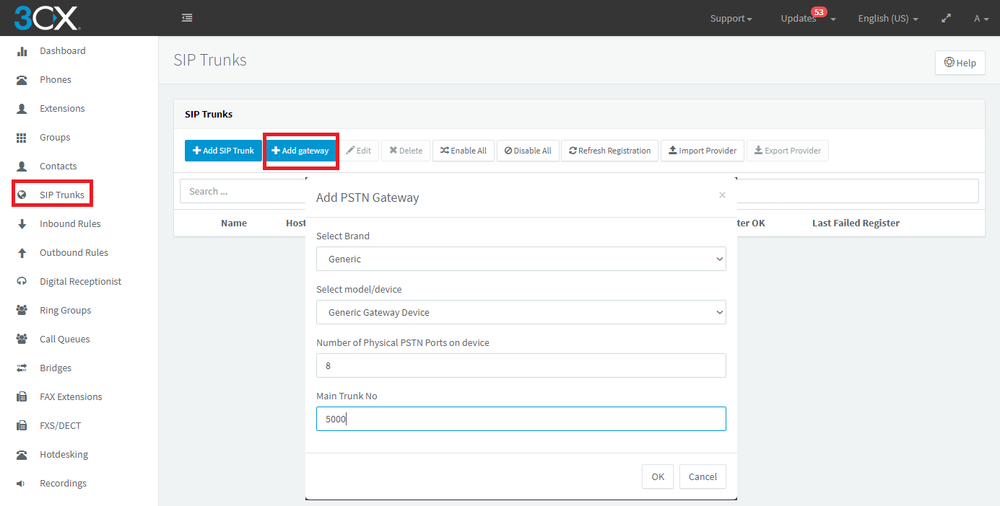 3CX
Support
Updates 53
English (US)
A
Dashboard
Phones
Extensions
Groups
Contacts
SIP Trunks
Inbound Rules
Outbound Rules
Digital Receptionist
Ring Groups
Call Queues
Bridges
FAX Extensions
FXS/DECT
Hotdesking
Recordings
SIP Trunks
Help
SIP Trunks
Add SIP Trunk Add gateway Edit Delete Enable All Disable All Refresh Registration Import Provider Export Provider
Search ...
Name Host ter OK Last Failed Register
Add PSTN Gateway ×
Select Brand
Generic
Select model/device
Generic Gateway Device
Number of Physical PSTN Ports on device
8
Main Trunk No
5000
OK Cancel